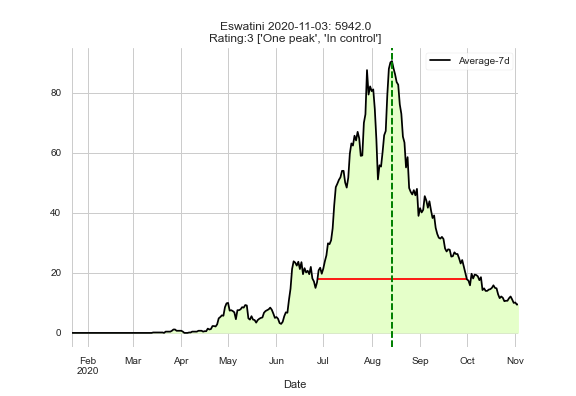 Eswatini 2020-11-03: 5942.0
Rating:3 ['One peak', 'In control']
Average-7d
80
60
40
20
0
Feb Mar Apr May Jun Jul Aug Sep Oct Nov
2020
Date